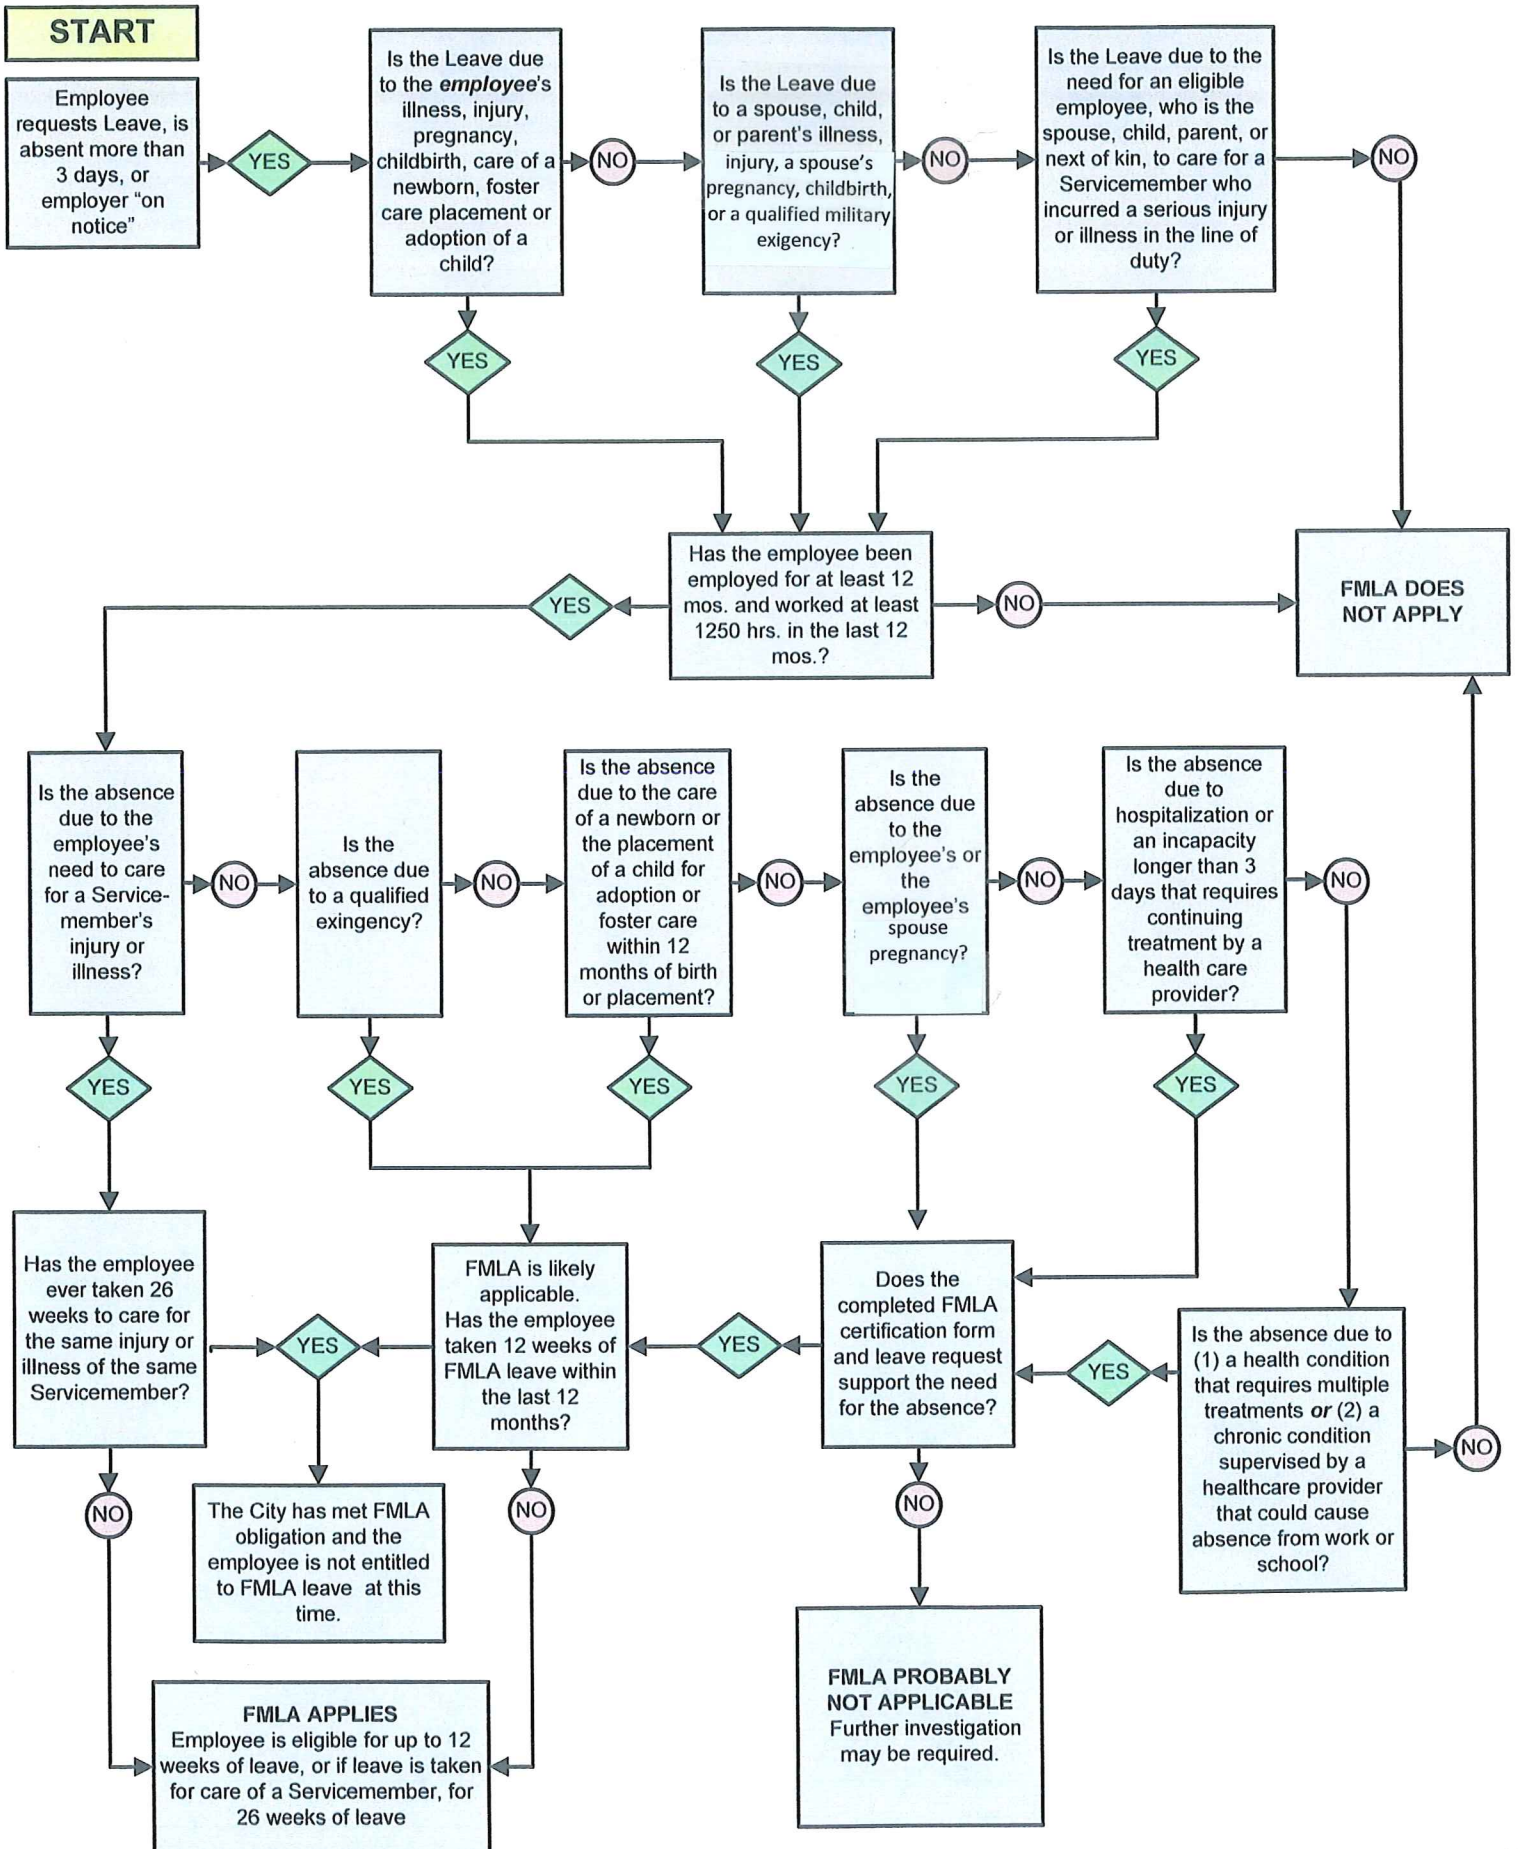 START
Employee
requests Leave, is
absent more than
3 days, or
employer “on
notice”
YES
Is the Leave due
to the employee's
illness, injury,
pregnancy,
childbirth, care of a
newborn, foster
care placement or
adoption of a
child?
NO
Is the Leave due
to a spouse, child,
or parent's illness,
injury, a spouse's
pregnancy, childbirth,
or a qualified military
exigency?
NO
Is the Leave due to the
need for an eligible
employee, who is the
spouse, child, parent, or
next of kin, to care for a
Servicemember who
incurred a serious injury
or illness in the line of
duty?
NO
YES
YES
YES
Has the employee been
employed for at least 12
mos. and worked at least
1250 hrs. in the last 12
mos.?
YES
NO
FMLA DOES
NOT APPLY
Is the absence
due to the
employee's
need to care
for a Service-
member's
injury or
illness?
NO
Is the
absence due
to a qualified
exingency?
NO
Is the absence
due to the care
of a newborn or
the placement
of a child for
adoption or
foster care
within 12
months of birth
or placement?
NO
Is the
absence due
to the
employee's or
the
employee's
spouse
pregnancy?
NO
Is the absence
due to
hospitalization or
an incapacity
longer than 3
days that requires
continuing
treatment by a
health care
provider?
NO
YES
YES
YES
YES
YES
Has the employee
ever taken 26
weeks to care for
the same injury or
illness of the same
Servicemember?
YES
FMLA is likely
applicable.
Has the employee
taken 12 weeks of
FMLA leave within
the last 12
months?
YES
Does the
completed FMLA
certification form
and leave request
support the need
for the absence?
YES
Is the absence due to
(1) a health condition
that requires multiple
treatments or (2) a
chronic condition
supervised by a
healthcare provider
that could cause
absence from work or
school?
NO
NO
The City has met FMLA
obligation and the
employee is not entitled
to FMLA leave at this
time.
NO
NO
FMLA APPLIES
Employee is eligible for up to 12
weeks of leave, or if leave is taken
for care of a Servicemember, for
26 weeks of leave
FMLA PROBABLY
NOT APPLICABLE
Further investigation
may be required.